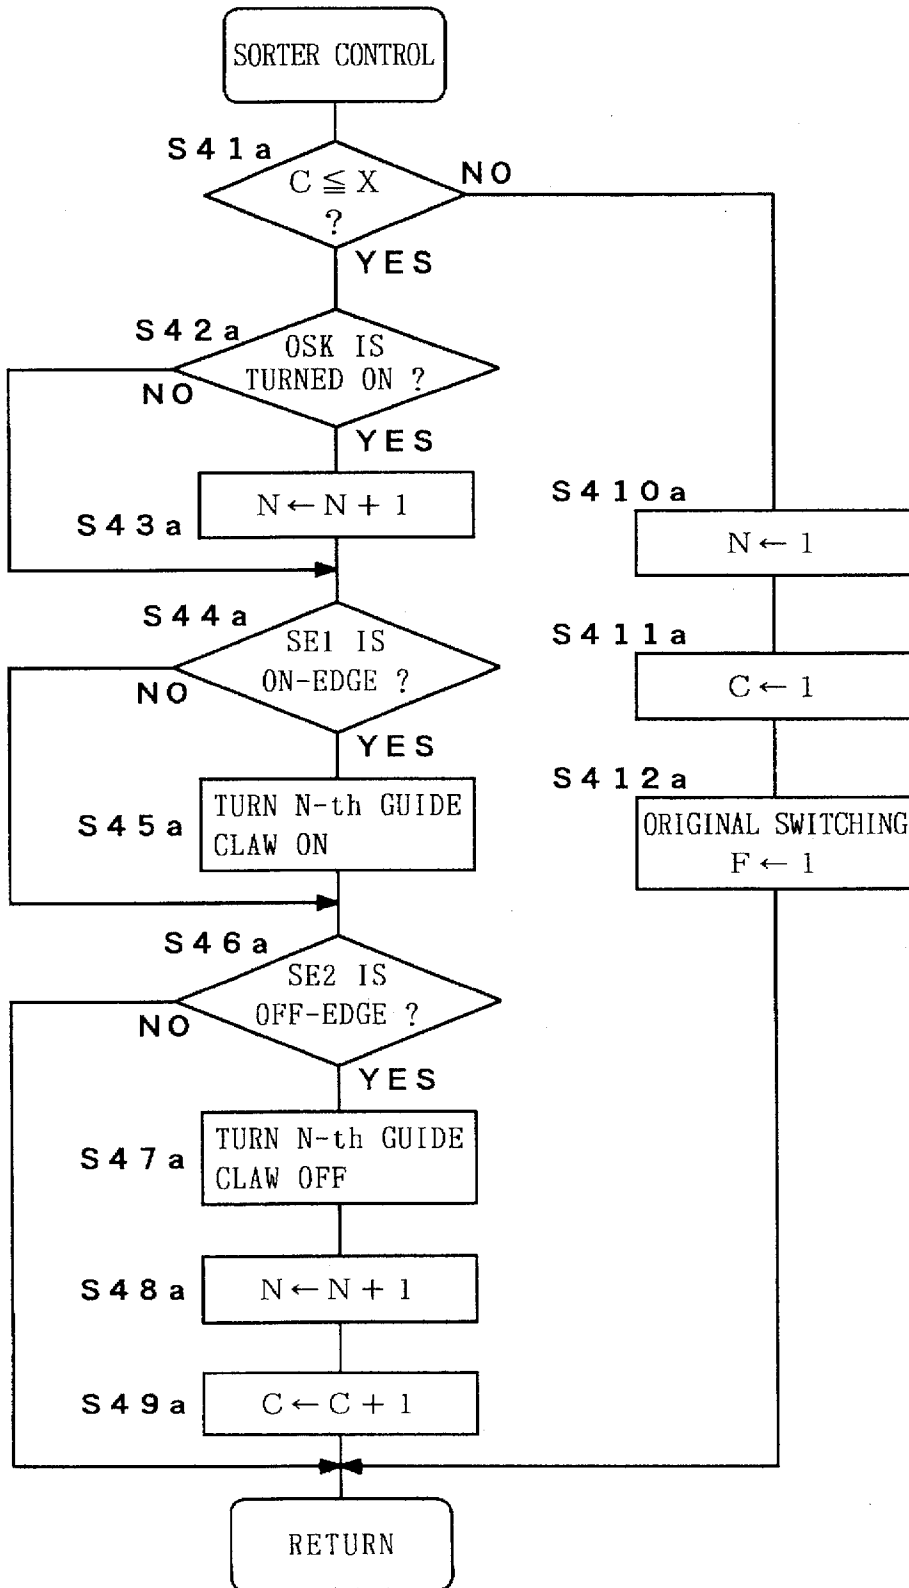 SORTER CONTROL
S41a
C ≦ X
?
NO
YES
S42a
OSK IS
TURNED ON ?
NO
YES
N ← N + 1
S43a
S44a
SE1 IS
ON-EDGE ?
NO
YES
TURN N-th GUIDE
CLAW ON
S45a
S46a
SE2 IS
OFF-EDGE ?
NO
YES
TURN N-th GUIDE
CLAW OFF
S47a
S48a
N ← N + 1
S49a
C ← C + 1
S410a
N ← 1
S411a
C ← 1
S412a
ORIGINAL SWITCHING
F ← 1
RETURN